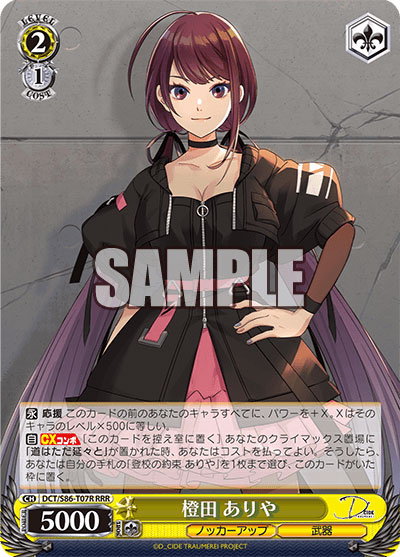 LEVEL
2
1
COST
SAMPLE
永 応援 このカードの前のあなたのキャラすべてに、パワーを+X。Xはその
キャラのレベル×500に等しい。
自 CXコンボ [このカードを控え室に置く] あなたのクライマックス置場に
「道はただ延々と」が置かれた時、あなたはコストを払ってよい。そうしたら、
あなたは自分の手札の「登校の約束 ありや」を1枚まで選び、このカードがいた
枠に置く。
CH DCT/S86-T07R RRR
橙田 ありや
POWER
5000
SOUL
ノッカーアップ
武器
D_CIDE
©D_CIDE TRAUMEREI PROJECT